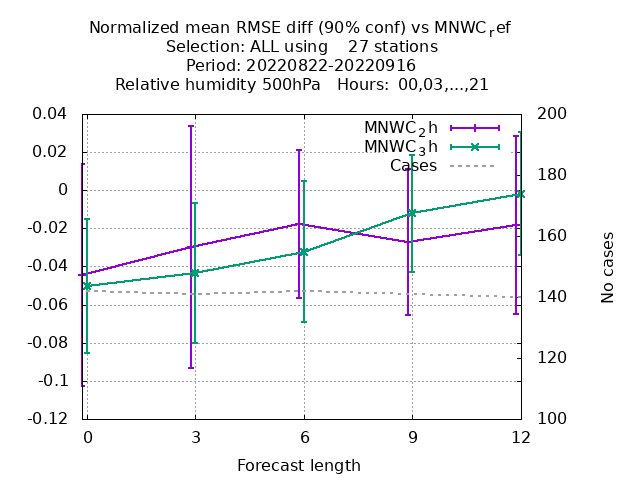 Normalized mean RMSE diff (90% conf) vs MNWC_ref
Selection: ALL using    27 stations
Period: 20220822-20220916
Relative humidity 500hPa   Hours: 00,03,...,21
MNWC_2h
MNWC_3h
Cases
0.04
0.02
0
-0.02
-0.04
-0.06
-0.08
-0.1
-0.12
200
180
160
140
120
100
No cases
0 3 6 9 12
Forecast length